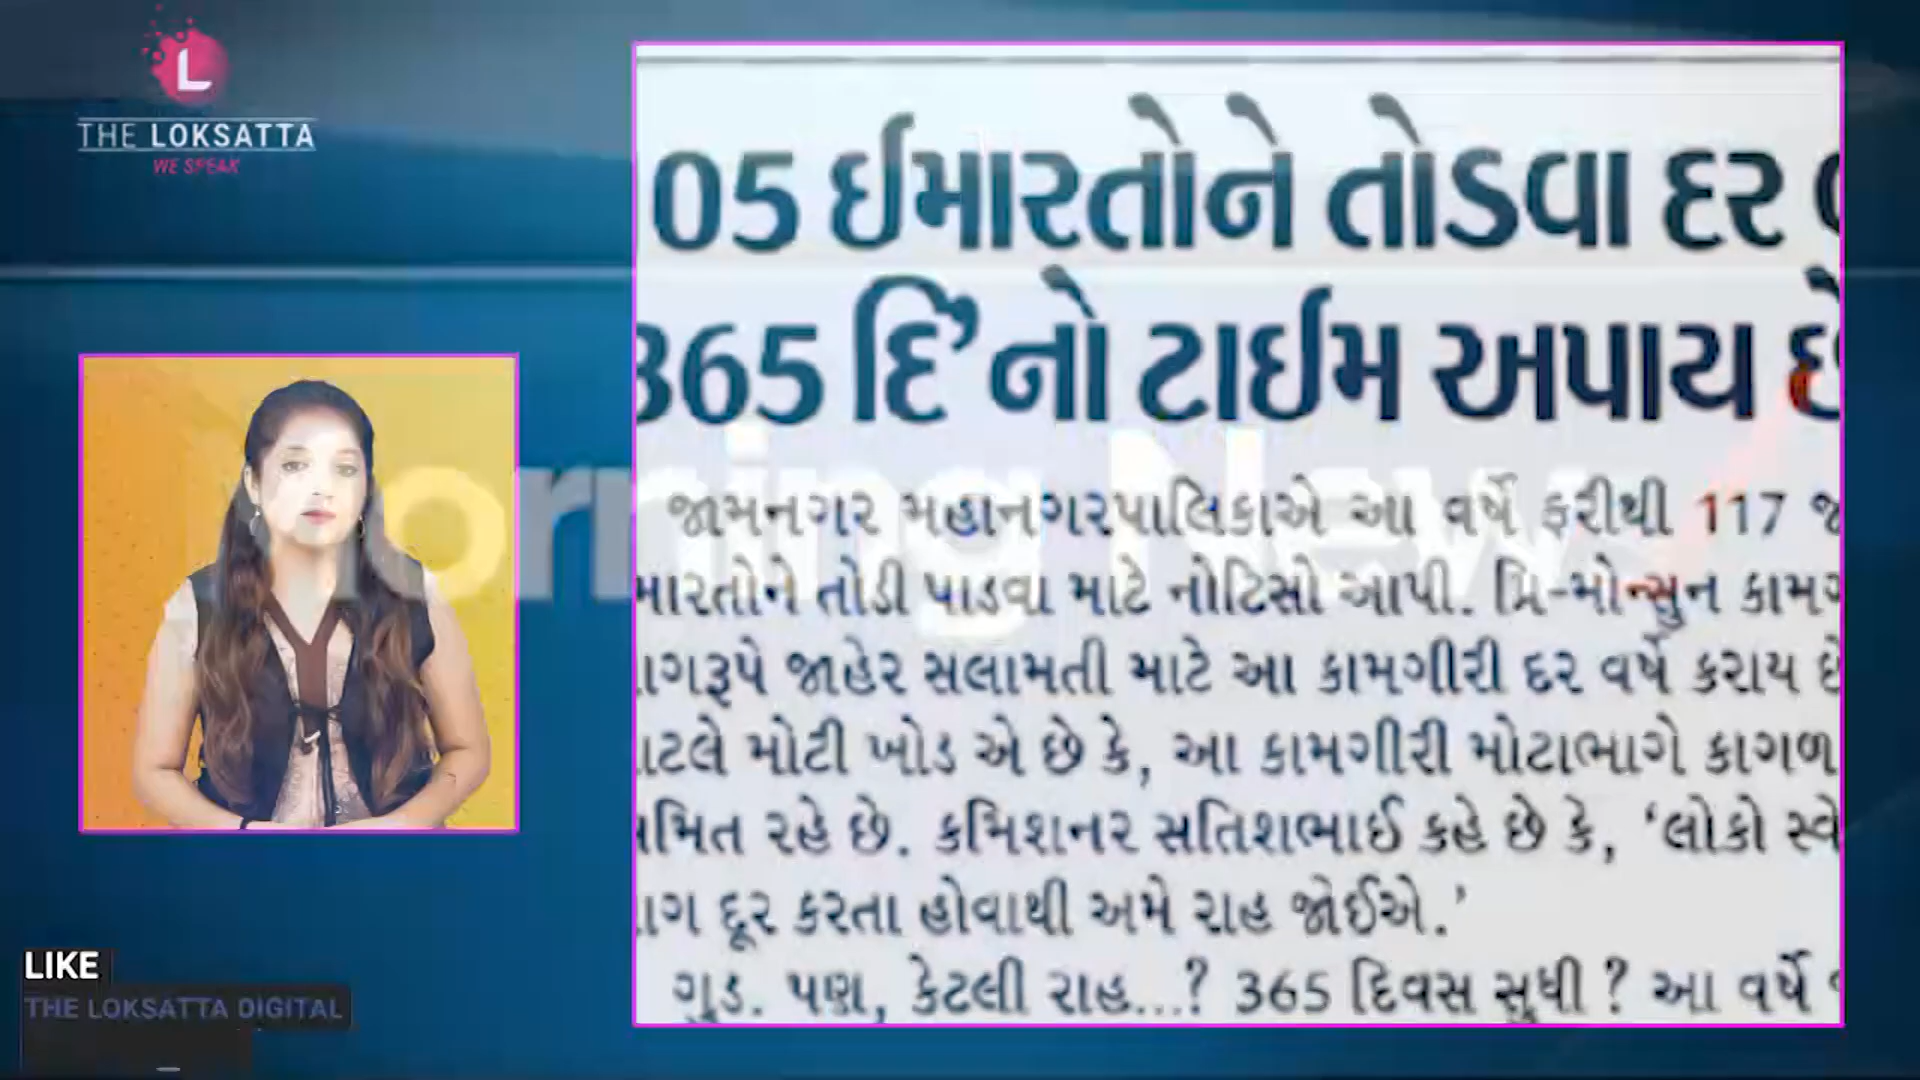 L
THE LOKSATTA
WE SPEAK
05 ઈમારતોને તોડવા દર
365 દિ'નો ટાઈમ અપાય છે
orning New
જામનગર મહાનગરપાલિકાએ આ વર્ષે ફરીથી 117
મારતોને તોડી પાડવા માટે નોટિસો આપી. પ્રિ-મોન્સુન
ાગરૂપે જાહેર સલામતી માટે આ કામગીરી દર વર્ષે કરાય છે
ાટલે મોટી ખોડ એ છે કે, આ કામગીરી મોટાભાગે કાગળ
મિત રહે છે. કમિશનર સતિશભાઈ કહે છે કે, ‘લોકો
ાગ દૂર કરતા હોવાથી અમે રાહ જોઈએ.’
ગુડ. પણ, કેટલી રાહ...? 365 દિવસ સુધી ? આ વર્ષે
LIKE
THE LOKSATTA DIGITAL